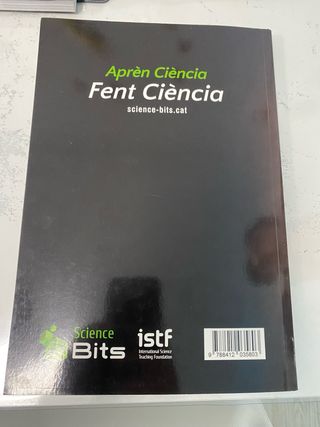 Aprèn Ciència
Fent Ciència
science-bits.cat
Science
Bits
istf
International Science
Teaching Foundation
9 788412 035803